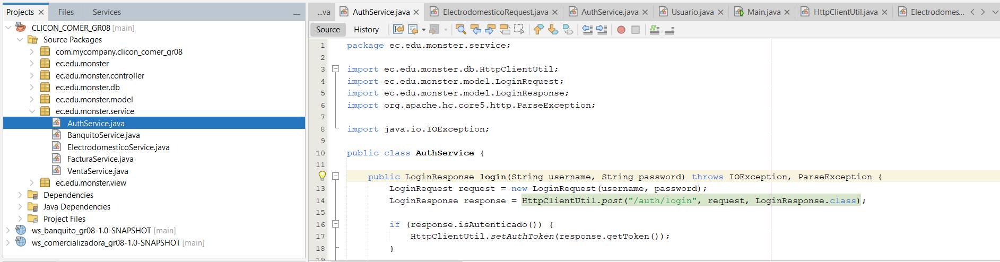 Projects Files Services
CLICON_COMER_GR08 [main]
Source Packages
com.mycompany.clicon_comer_gr08
ec.edu.monster
ec.edu.monster.controller
ec.edu.monster.db
ec.edu.monster.model
ec.edu.monster.service
AuthService.java
BanquitoService.java
ElectrodomesticoService.java
FacturaService.java
VentaService.java
ec.edu.monster.view
Dependencies
Java Dependencies
Project Files
ws_banquito_gr08-1.0-SNAPSHOT [main]
ws_comercializadora_gr08-1.0-SNAPSHOT [main]
...va AuthService.java ElectrodomesticoRequest.java AuthService.java Usuario.java Main.java HttpClientUtil.java Electrodomes...
Source History
1 package ec.edu.monster.service;
2
3 import ec.edu.monster.db.HttpClientUtil;
4 import ec.edu.monster.model.LoginRequest;
5 import ec.edu.monster.model.LoginResponse;
6 import org.apache.hc.core5.http.ParseException;
7
8 import java.io.IOException;
9
10 public class AuthService {
11
public LoginResponse login(String username, String password) throws IOException, ParseException {
13 LoginRequest request = new LoginRequest(username, password);
14 LoginResponse response = HttpClientUtil.post("/auth/login", request, LoginResponse.class);
15
16 if (response.isAutenticado()) {
17 HttpClientUtil.setAuthToken(response.getToken());
18 }
19